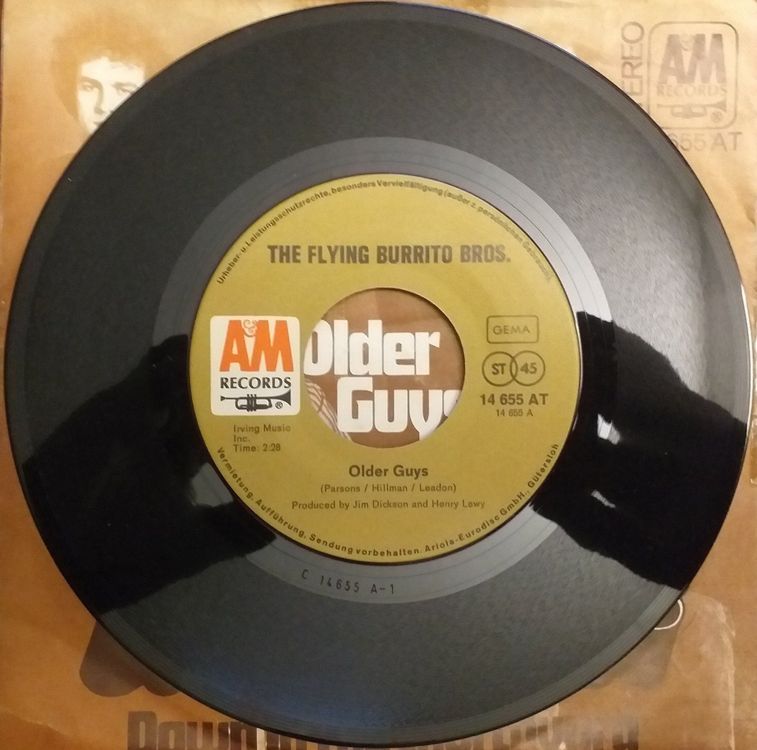 STEREO
A&M
RECORDS
®
655 AT
Urheber- u. Leistungsschutzrechte, besonders Vervielfältigung (außer z. persönlichen Gebrauch),
THE FLYING BURRITO BROS.
A&M
RECORDS
®
Older
Guys
GEMA
ST 45
14 655 AT
14 655 A
Irving Music
Inc.
Time: 2:28
Older Guys
(Parsons / Hillman / Leadon)
Produced by Jim Dickson and Henry Lewy
Vermietung, Aufführung, Sendung vorbehalten. Ariola-Eurodisc GmbH., Gütersloh
C 14655 A-1
Down